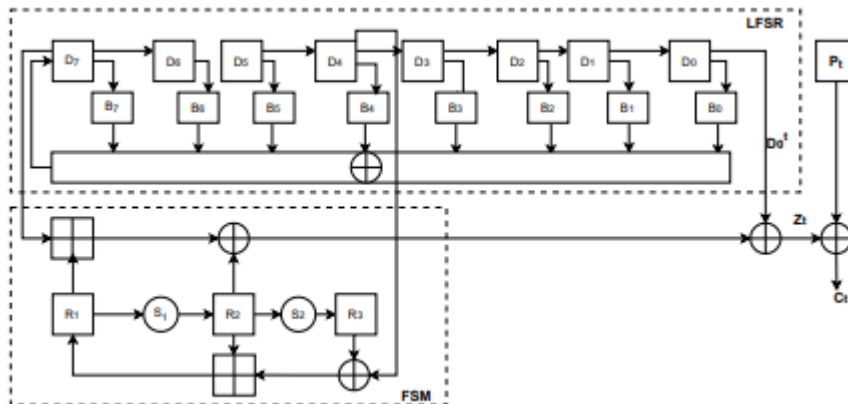 LFSR
D7 D6 D5 D4 D3 D2 D1 D0 Pt
B7 B6 B5 B4 B3 B2 B1 B0
D0^t
Zt
R1 S1 R2 S2 R3 Ct
FSM